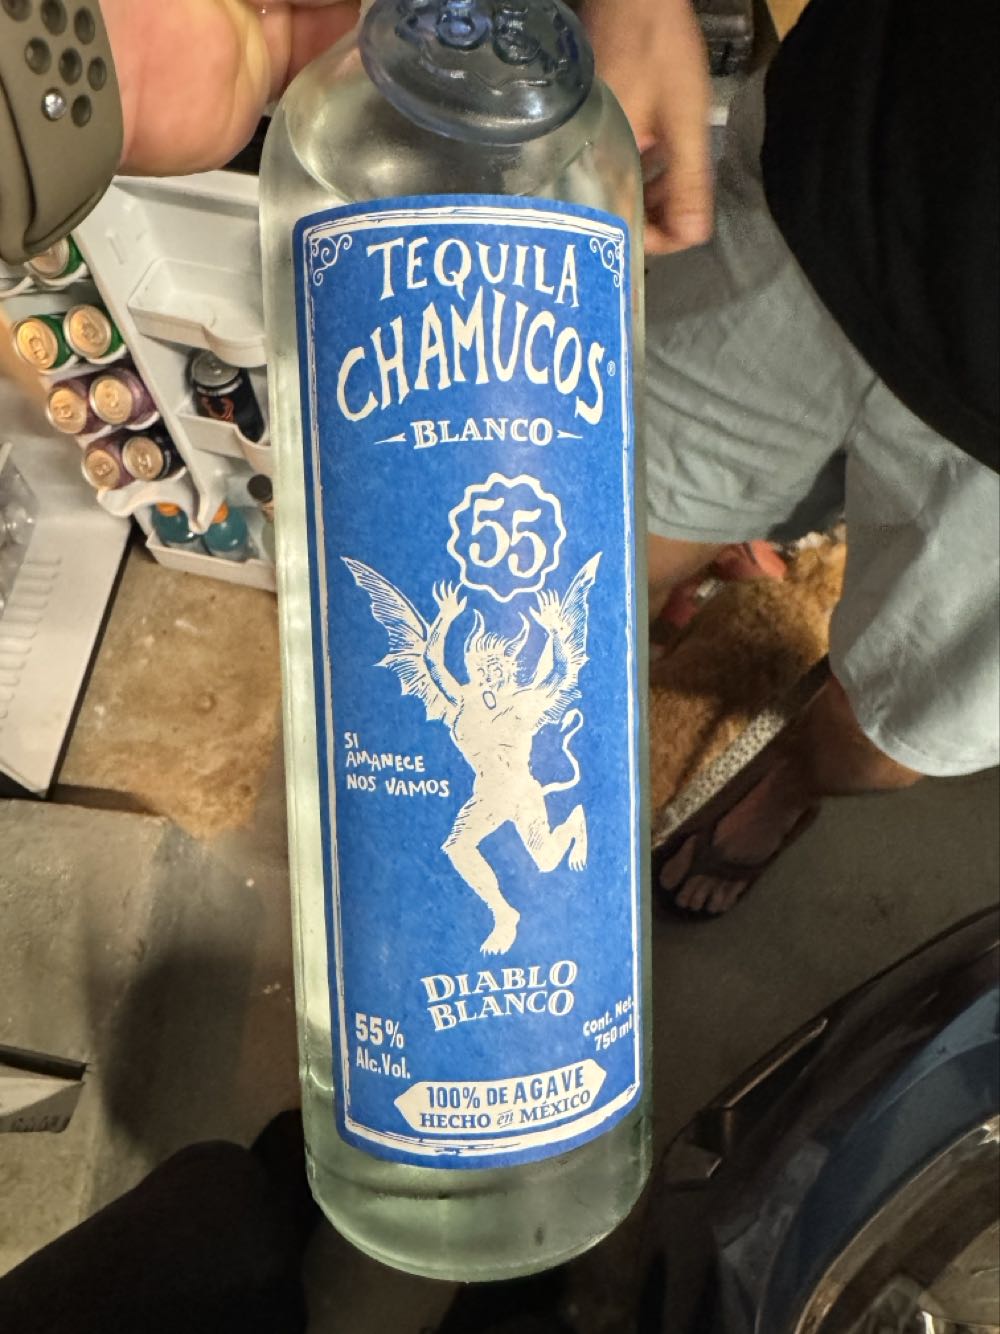 TEQUILA
CHAMUCOS®
BLANCO
55
SI
AMANECE
NOS VAMOS
DIABLO
BLANCO
55%
Alc.Vol.
Cont. Net.
750 ml
100% DE AGAVE
HECHO en MÉXICO